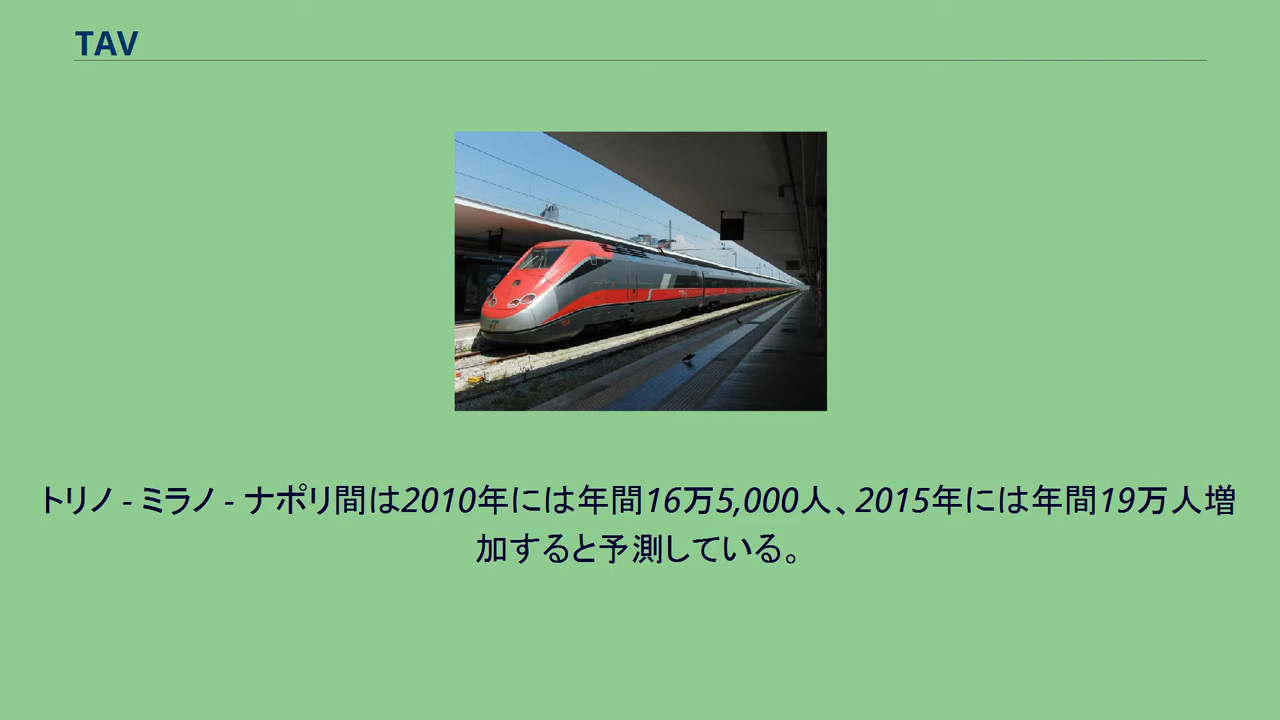 TAV
トリノ - ミラノ - ナポリ間は2010年には年間16万5,000人、2015年には年間19万人増
加すると予測している。